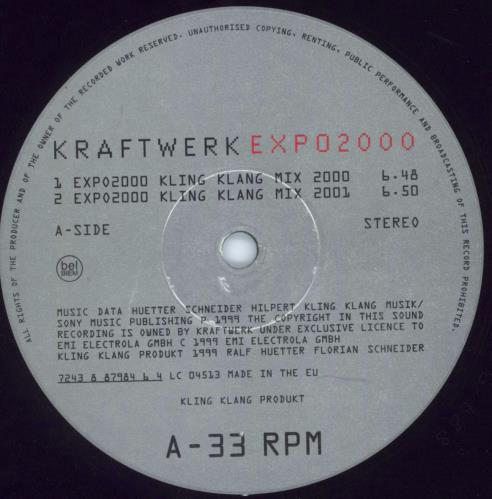 ALL RIGHTS OF THE PRODUCER AND OF THE OWNER OF THE RECORDED WORK RESERVED. UNAUTHORISED COPYING, RENTING, PUBLIC PERFORMANCE AND BROADCASTING OF THIS RECORD PROHIBITED.
KRAFTWERK EXPO2000
1 EXPO2000 KLING KLANG MIX 2000 6.48
2 EXPO2000 KLING KLANG MIX 2001 6.50
A-SIDE STEREO
bel
BIEM
MUSIC DATA HUETTER SCHNEIDER HILPERT KLING KLANG MUSIK/
SONY MUSIC PUBLISHING P 1999 THE COPYRIGHT IN THIS SOUND
RECORDING IS OWNED BY KRAFTWERK UNDER EXCLUSIVE LICENCE TO
EMI ELECTROLA GMBH C 1999 EMI ELECTROLA GMBH
KLING KLANG PRODUKT 1999 RALF HUETTER FLORIAN SCHNEIDER
7243 8 87984 6 4 LC 04513 MADE IN THE EU
KLING KLANG PRODUKT
A-33 RPM